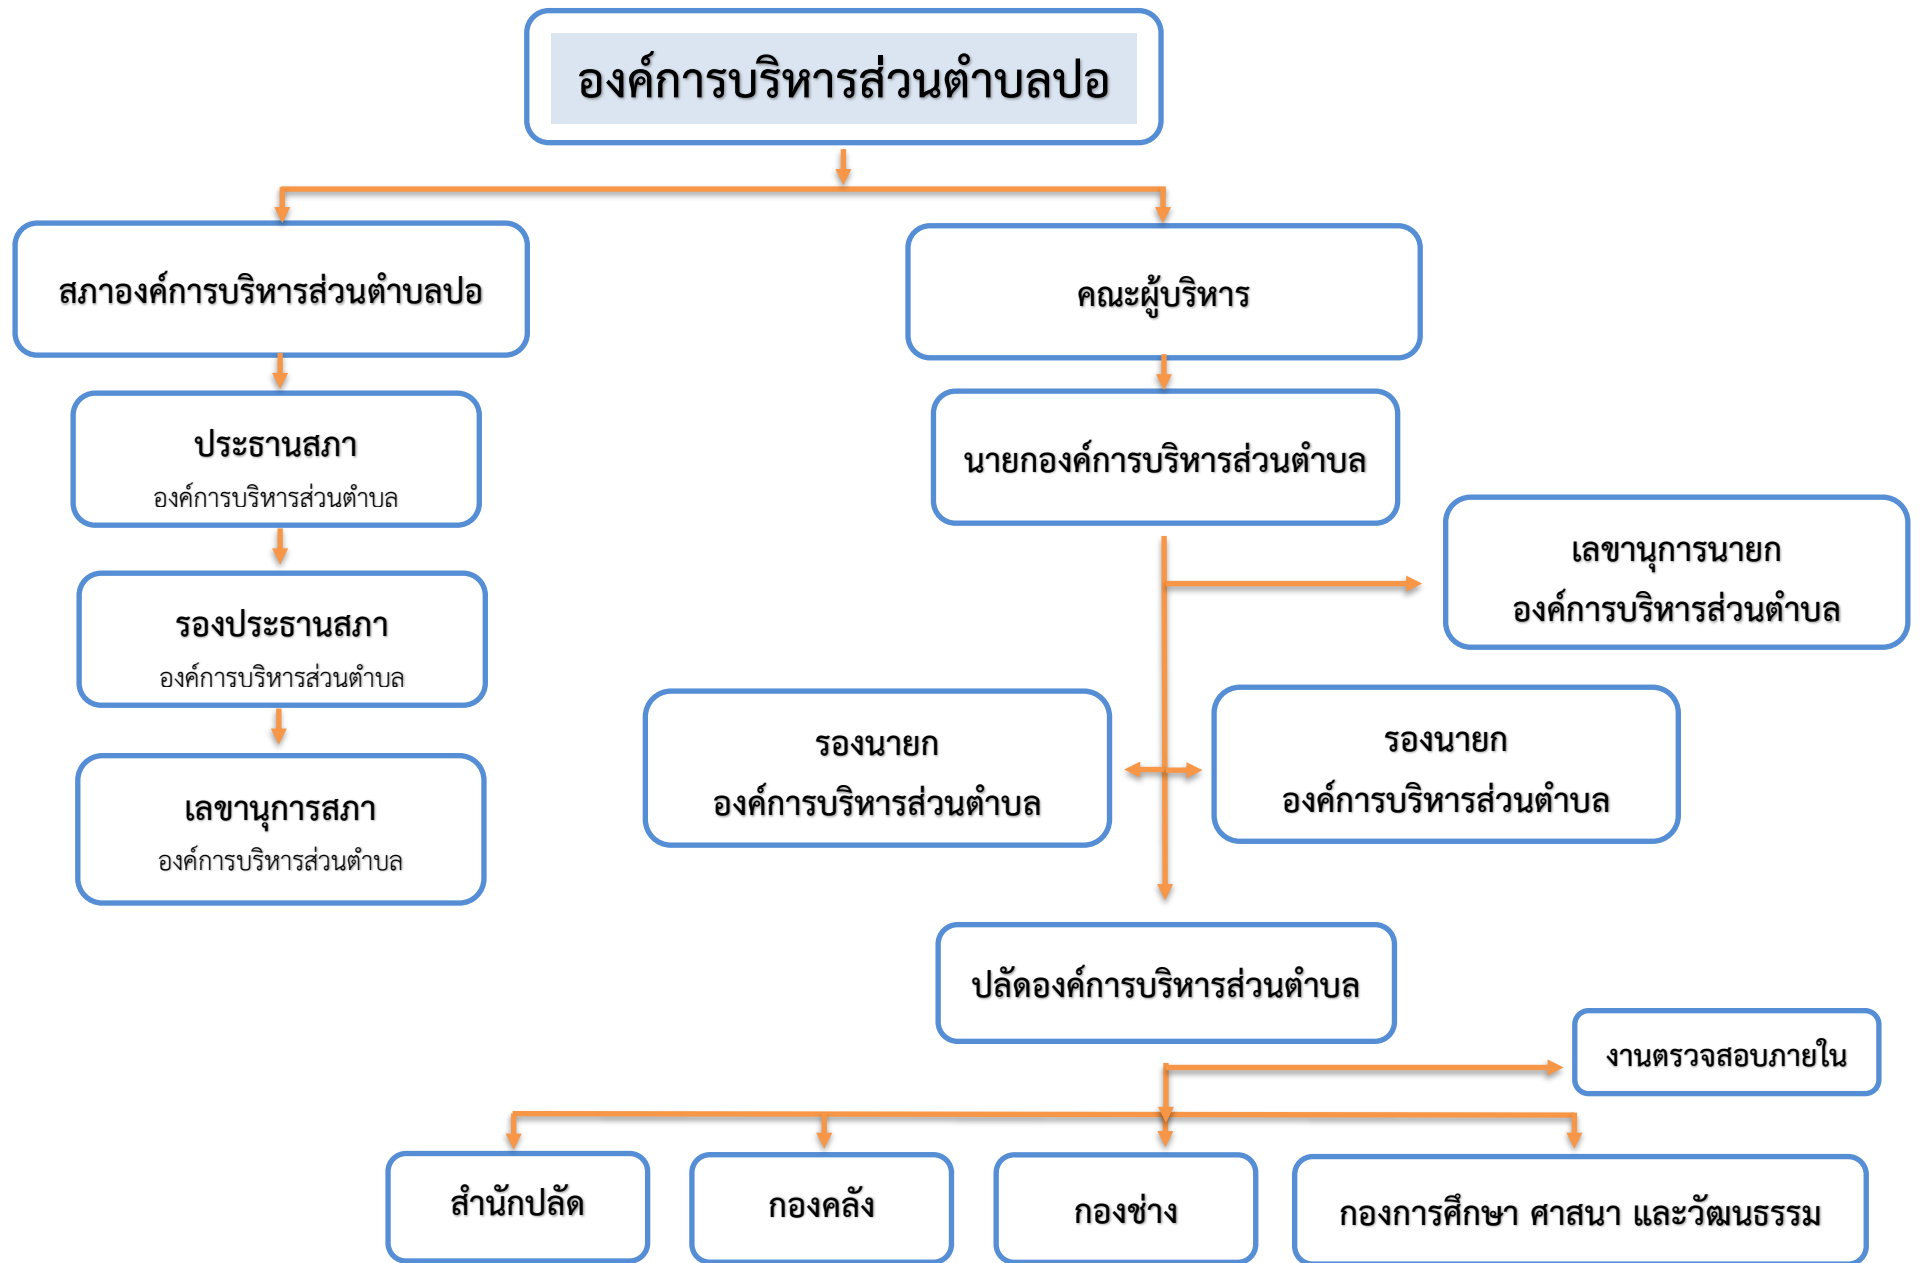 องค์การบริหารส่วนตำบลปอ
สภาองค์การบริหารส่วนตำบลปอ
คณะผู้บริหาร
ประธานสภา
องค์การบริหารส่วนตำบล
นายกองค์การบริหารส่วนตำบล
เลขานุการนายก
องค์การบริหารส่วนตำบล
รองประธานสภา
องค์การบริหารส่วนตำบล
รองนายก
องค์การบริหารส่วนตำบล
รองนายก
องค์การบริหารส่วนตำบล
เลขานุการสภา
องค์การบริหารส่วนตำบล
ปลัดองค์การบริหารส่วนตำบล
งานตรวจสอบภายใน
สำนักปลัด
กองคลัง
กองช่าง
กองการศึกษา ศาสนา และวัฒนธรรม